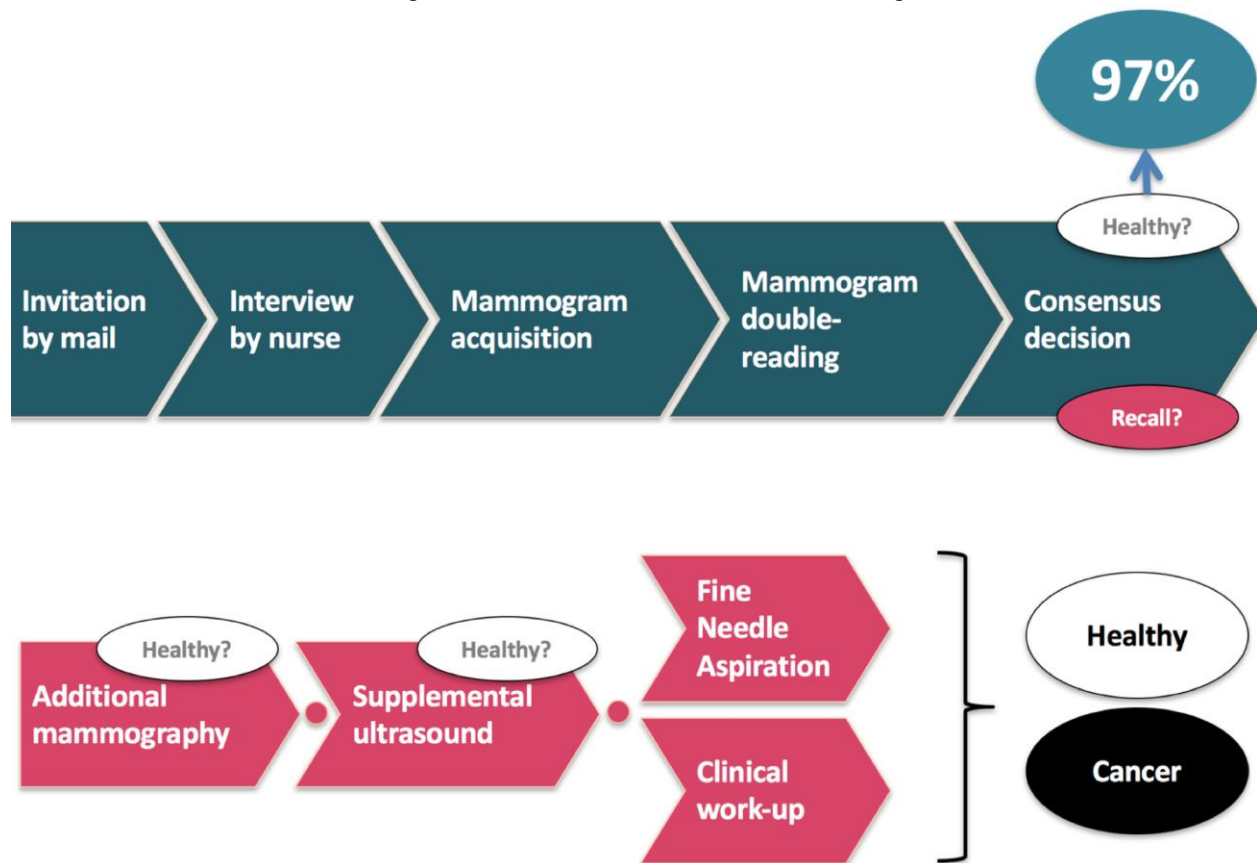 97%
Healthy?
Invitation
by mail
Interview
by nurse
Mammogram
acquisition
Mammogram
double-
reading
Consensus
decision
Recall?
Healthy?
Additional
mammography
Healthy?
Supplemental
ultrasound
Fine
Needle
Aspiration
Clinical
work-up
Healthy
Cancer